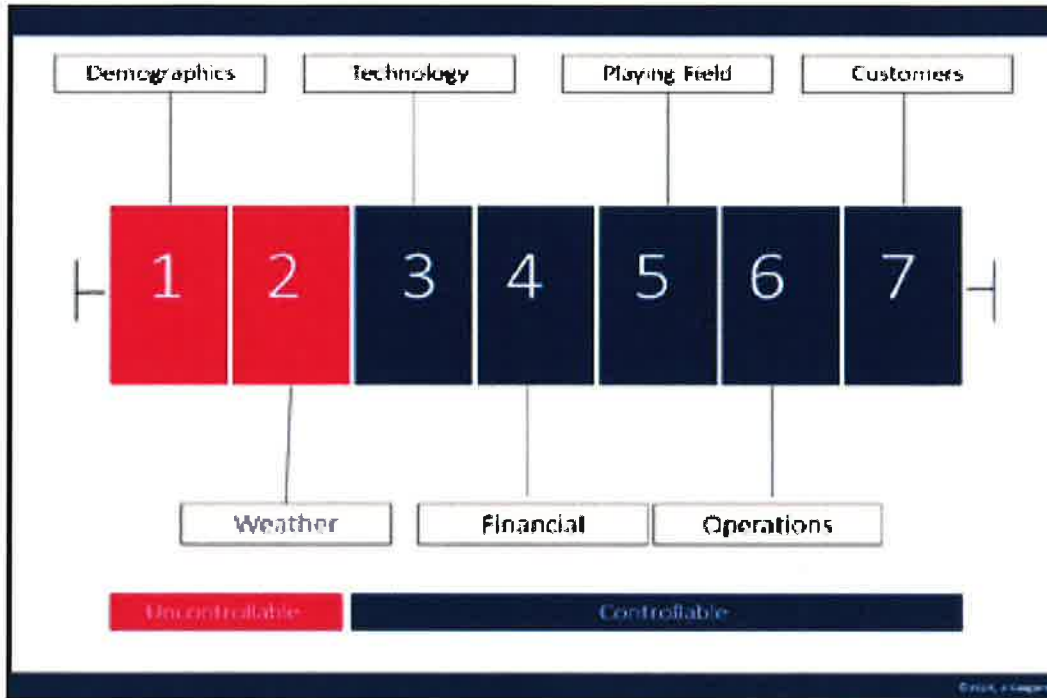 Demographics
Technology
Playing Field
Customers
1
2
3
4
5
6
7
Weather
Financial
Operations
Uncontrollable
Controllable